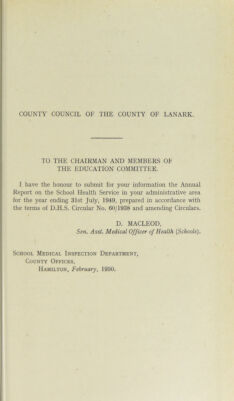 COUNTY COUNCIL OF THE COUNTY OF LANARK.
TO THE CHAIRMAN AND MEMBERS OF
THE EDUCATION COMMITTEE.
I have the honour to submit for your information the Annual
Report on the School Health Service in your administrative area
for the year ending 31st July, 1949, prepared in accordance with
the terms of D.H.S. Circular No. 60/1938 and amending Circulars.
D. MACLEOD,
Sen. Asst. Medical Officer of Health (Schools).
School Medical Inspection Department,
County Offices,
Hamilton, February, 1950.